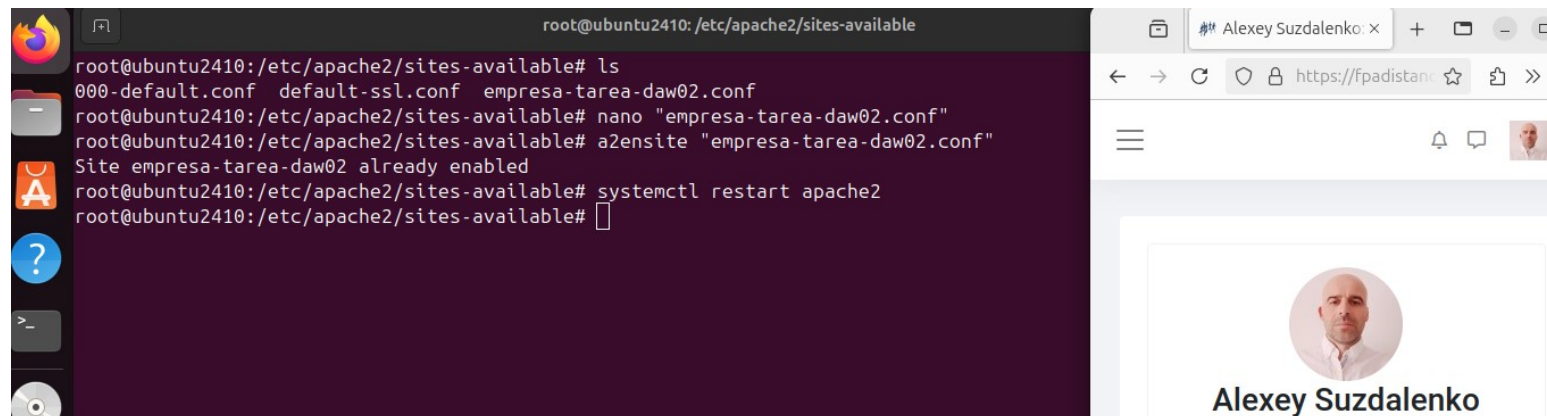 root@ubuntu2410: /etc/apache2/sites-available
root@ubuntu2410:/etc/apache2/sites-available# ls
000-default.conf  default-ssl.conf  empresa-tarea-daw02.conf
root@ubuntu2410:/etc/apache2/sites-available# nano "empresa-tarea-daw02.conf"
root@ubuntu2410:/etc/apache2/sites-available# a2ensite "empresa-tarea-daw02.conf"
Site empresa-tarea-daw02 already enabled
root@ubuntu2410:/etc/apache2/sites-available# systemctl restart apache2
root@ubuntu2410:/etc/apache2/sites-available#
Alexey Suzdalenko:
https://fpadistanc
Alexey Suzdalenko